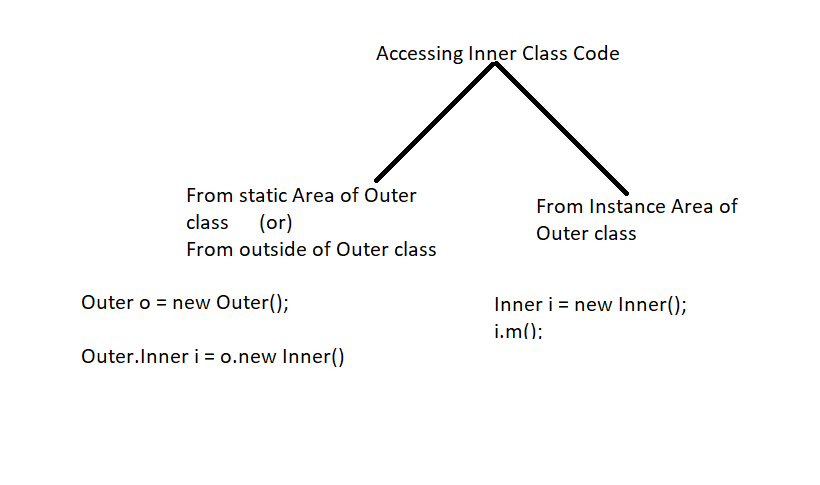 Accessing Inner Class Code
From static Area of Outer
class (or)
From outside of Outer class
Outer o = new Outer();
Outer.Inner i = o.new Inner()
From Instance Area of
Outer class
Inner i = new Inner();
i.m();